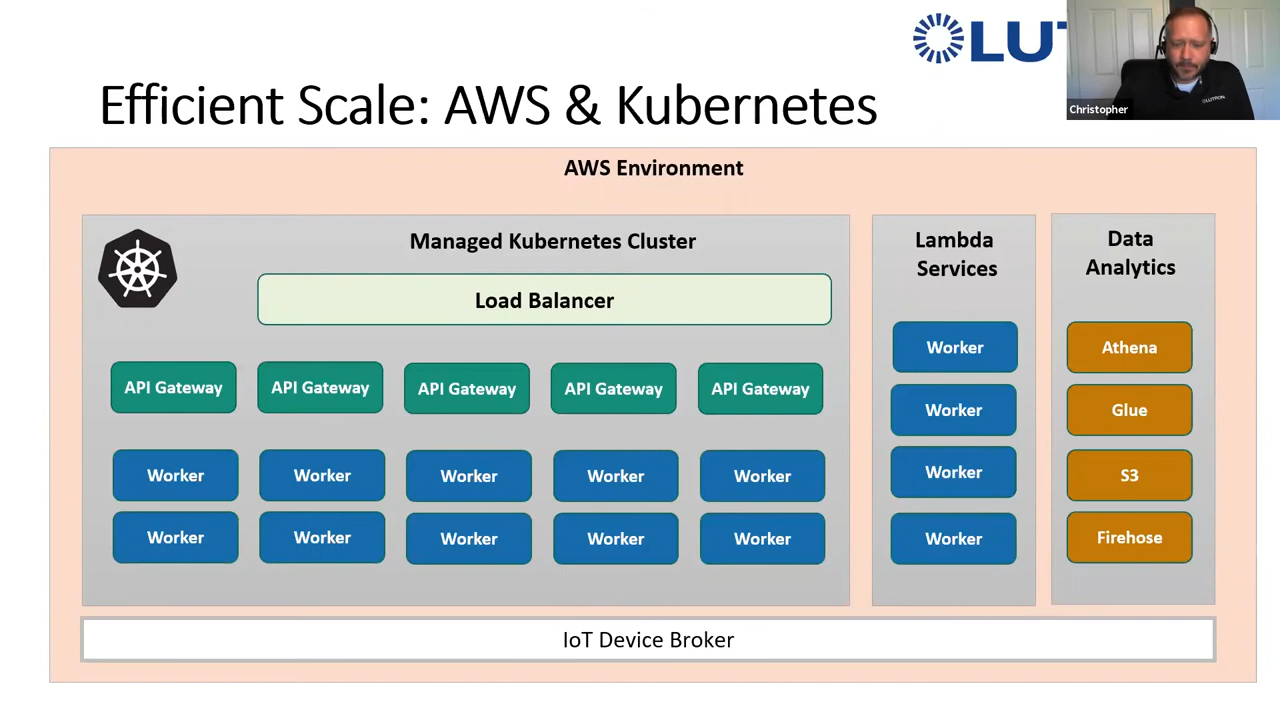 LUT
Christopher
Efficient Scale: AWS & Kubernetes
AWS Environment
Managed Kubernetes Cluster
Load Balancer
API Gateway API Gateway API Gateway API Gateway API Gateway
Worker Worker Worker Worker Worker
Worker Worker Worker Worker Worker
Lambda
Services
Worker
Worker
Worker
Worker
Data
Analytics
Athena
Glue
S3
Firehose
IoT Device Broker
LUTRON